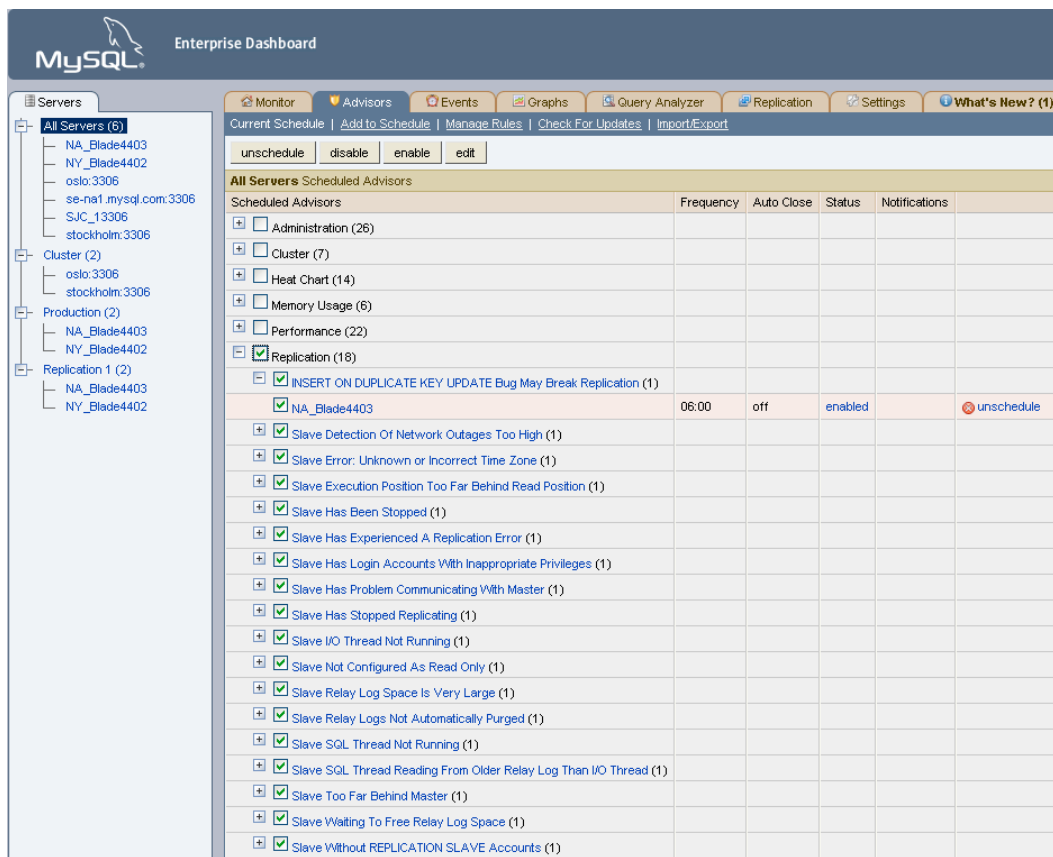 MySQL®
Enterprise Dashboard
Servers
All Servers (6)
NA_Blade4403
NY_Blade4402
oslo:3306
se-na1.mysql.com:3306
SJC_13306
stockholm:3306
Cluster (2)
oslo:3306
stockholm:3306
Production (2)
NA_Blade4403
NY_Blade4402
Replication 1 (2)
NA_Blade4403
NY_Blade4402
Monitor Advisors Events Graphs Query Analyzer Replication Settings What's New? (1)
Current Schedule | Add to Schedule | Manage Rules | Check For Updates | Import/Export
unschedule disable enable edit
All Servers Scheduled Advisors
Scheduled Advisors Frequency Auto Close Status Notifications
Administration (26)
Cluster (7)
Heat Chart (14)
Memory Usage (6)
Performance (22)
Replication (18)
INSERT ON DUPLICATE KEY UPDATE Bug May Break Replication (1)
NA_Blade4403 06:00 off enabled unschedule
Slave Detection Of Network Outages Too High (1)
Slave Error: Unknown or Incorrect Time Zone (1)
Slave Execution Position Too Far Behind Read Position (1)
Slave Has Been Stopped (1)
Slave Has Experienced A Replication Error (1)
Slave Has Login Accounts With Inappropriate Privileges (1)
Slave Has Problem Communicating With Master (1)
Slave Has Stopped Replicating (1)
Slave I/O Thread Not Running (1)
Slave Not Configured As Read Only (1)
Slave Relay Log Space Is Very Large (1)
Slave Relay Logs Not Automatically Purged (1)
Slave SQL Thread Not Running (1)
Slave SQL Thread Reading From Older Relay Log Than I/O Thread (1)
Slave Too Far Behind Master (1)
Slave Waiting To Free Relay Log Space (1)
Slave Without REPLICATION SLAVE Accounts (1)